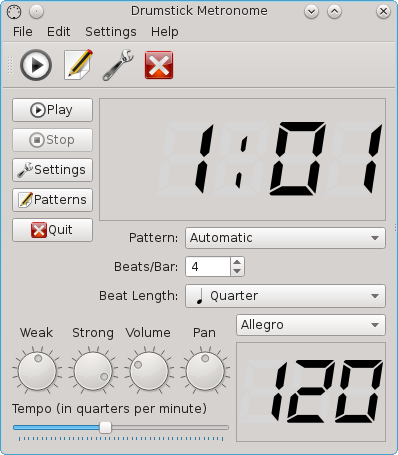 Drumstick Metronome
File Edit Settings Help
Play
Stop
Settings
Patterns
Quit
1:01
Pattern: Automatic
Beats/Bar: 4
Beat Length: Quarter
Allegro
Weak Strong Volume Pan
120
Tempo (in quarters per minute)